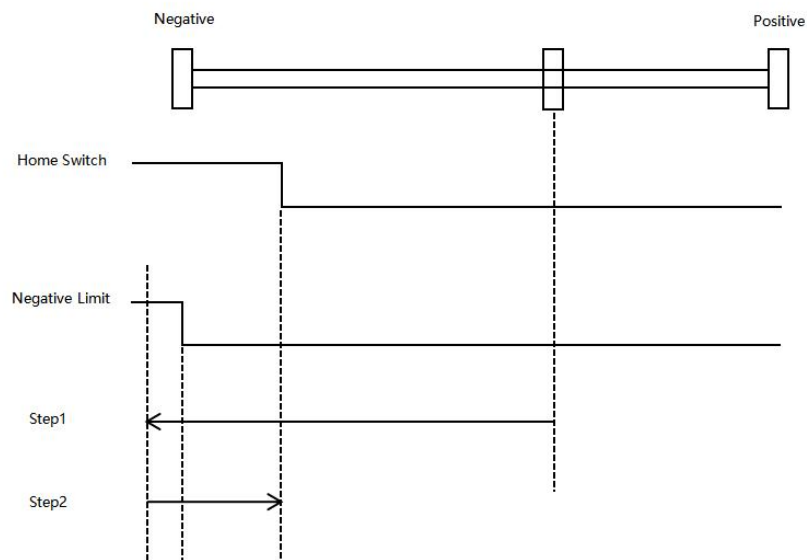 Negative
Positive
Home Switch
Negative Limit
Step1
Step2